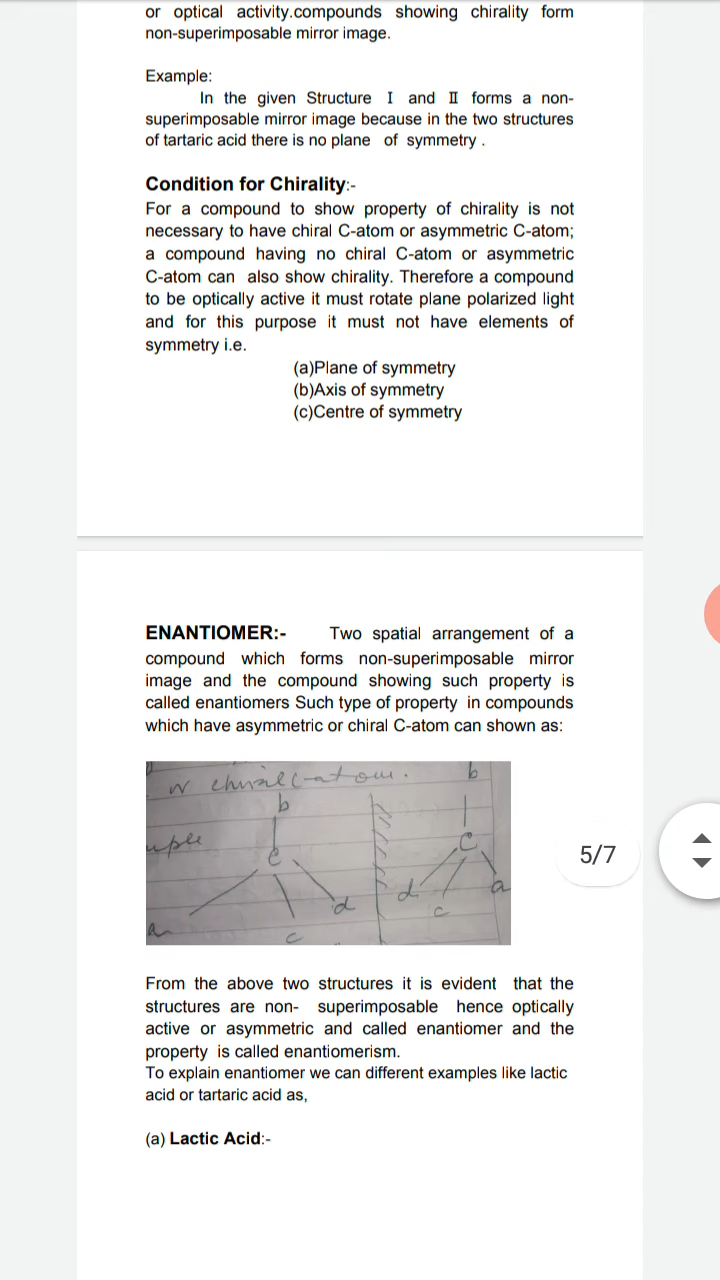 or optical activity.compounds showing chirality form
non-superimposable mirror image.
Example:
In the given Structure I and II forms a non-
superimposable mirror image because in the two structures
of tartaric acid there is no plane of symmetry .
Condition for Chirality:-
For a compound to show property of chirality is not
necessary to have chiral C-atom or asymmetric C-atom;
a compound having no chiral C-atom or asymmetric
C-atom can also show chirality. Therefore a compound
to be optically active it must rotate plane polarized light
and for this purpose it must not have elements of
symmetry i.e.
(a)Plane of symmetry
(b)Axis of symmetry
(c)Centre of symmetry
ENANTIOMER:- Two spatial arrangement of a
compound which forms non-superimposable mirror
image and the compound showing such property is
called enantiomers Such type of property in compounds
which have asymmetric or chiral C-atom can shown as:
b
b
C
C
d
d
a
a
c
c
5/7
From the above two structures it is evident that the
structures are non- superimposable hence optically
active or asymmetric and called enantiomer and the
property is called enantiomerism.
To explain enantiomer we can different examples like lactic
acid or tartaric acid as,
(a) Lactic Acid:-